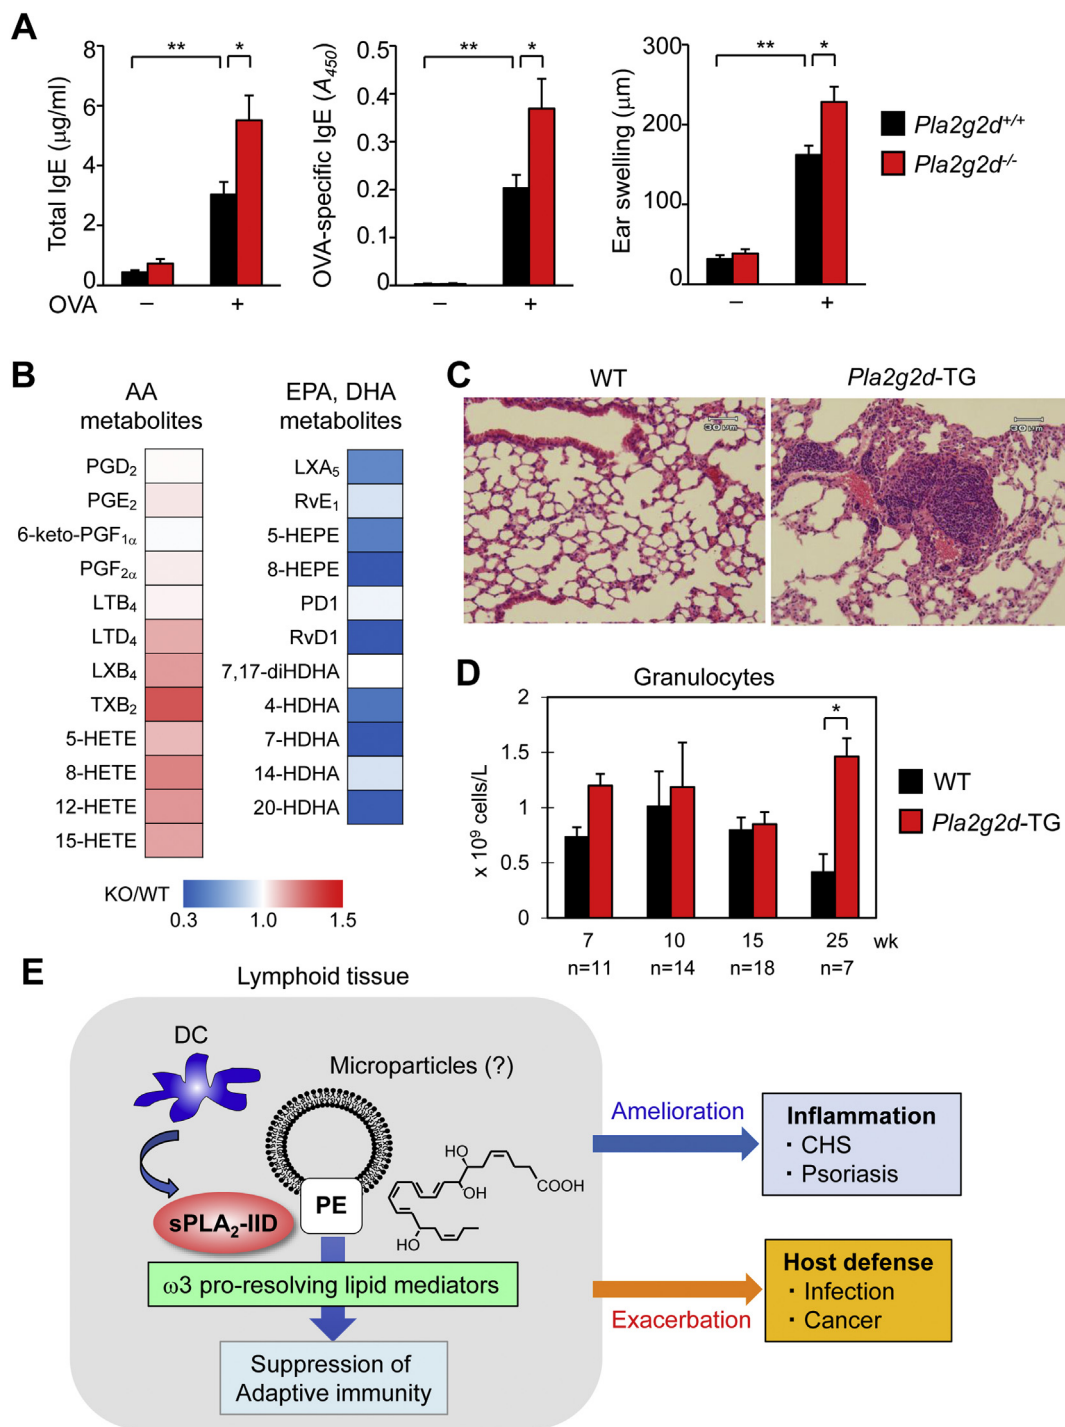 A
Total IgE (μg/ml)
8
6
4
2
0
**
*
OVA
–
+
OVA-specific IgE (A450)
0.5
0.4
0.3
0.2
0.1
0
**
*
–
+
Ear swelling (μm)
300
200
100
0
**
*
–
+
Pla2g2d+/+
Pla2g2d-/-
B
AA
metabolites
PGD2
PGE2
6-keto-PGF1α
PGF2α
LTB4
LTD4
LXB4
TXB2
5-HETE
8-HETE
12-HETE
15-HETE
EPA, DHA
metabolites
LXA5
RvE1
5-HEPE
8-HEPE
PD1
RvD1
7,17-diHDHA
4-HDHA
7-HDHA
14-HDHA
20-HDHA
KO/WT
0.3 1.0 1.5
C
WT
30 μm
Pla2g2d-TG
30 μm
D
Granulocytes
x 10⁹ cells/L
2
1.5
1
0.5
0
*
7 10 15 25 wk
n=11 n=14 n=18 n=7
WT
Pla2g2d-TG
E
Lymphoid tissue
DC
Microparticles (?)
sPLA2-IID
PE
HO
OH
COOH
HO
ω3 pro-resolving lipid mediators
Suppression of
Adaptive immunity
Amelioration
Inflammation
· CHS
· Psoriasis
Exacerbation
Host defense
· Infection
· Cancer